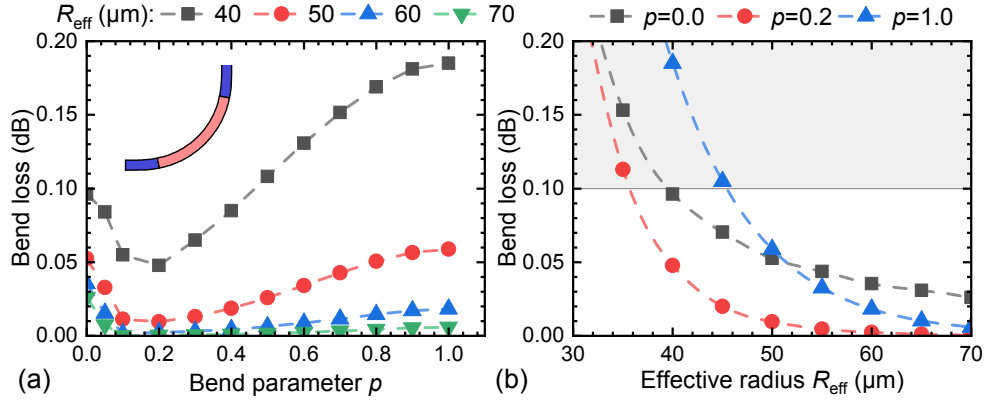 R_eff (µm): 40 50 60 70
p=0.0 p=0.2 p=1.0
0.20
0.15
0.10
0.05
0.00
Bend loss (dB)
0.0 0.2 0.4 0.6 0.8 1.0
Bend parameter p
(a)
0.20
0.15
0.10
0.05
0.00
Bend loss (dB)
30 40 50 60 70
Effective radius R_eff (µm)
(b)